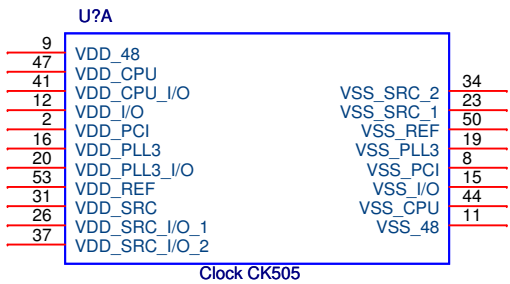 U?A
9 VDD_48
47 VDD_CPU
41 VDD_CPU_I/O
12 VDD_I/O
2 VDD_PCI
16 VDD_PLL3
20 VDD_PLL3_I/O
53 VDD_REF
31 VDD_SRC
26 VDD_SRC_I/O_1
37 VDD_SRC_I/O_2
VSS_SRC_2 34
VSS_SRC_1 23
VSS_REF 50
VSS_PLL3 19
VSS_PCI 8
VSS_I/O 15
VSS_CPU 44
VSS_48 11
Clock CK505